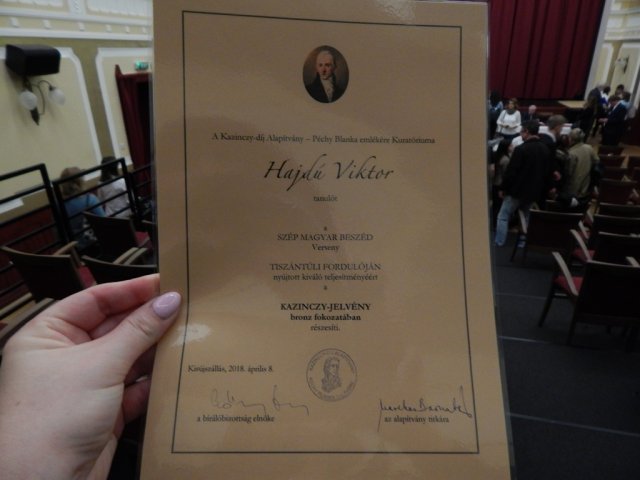 A Kazinczy-díj Alapítvány – Péchy Blanka emlékére Kuratóriuma
Hajdú Viktor
tanulót
a
SZÉP MAGYAR BESZÉD
Verseny
TISZÁNTÚLI FORDULÓJÁN
nyújtott kiváló teljesítményéért
a
KAZINCZY-JELVÉNY
bronz fokozatában
részesíti.
Kisújszállás, 2018. április 8.
a bírálóbizottság elnöke
az alapítvány titkára